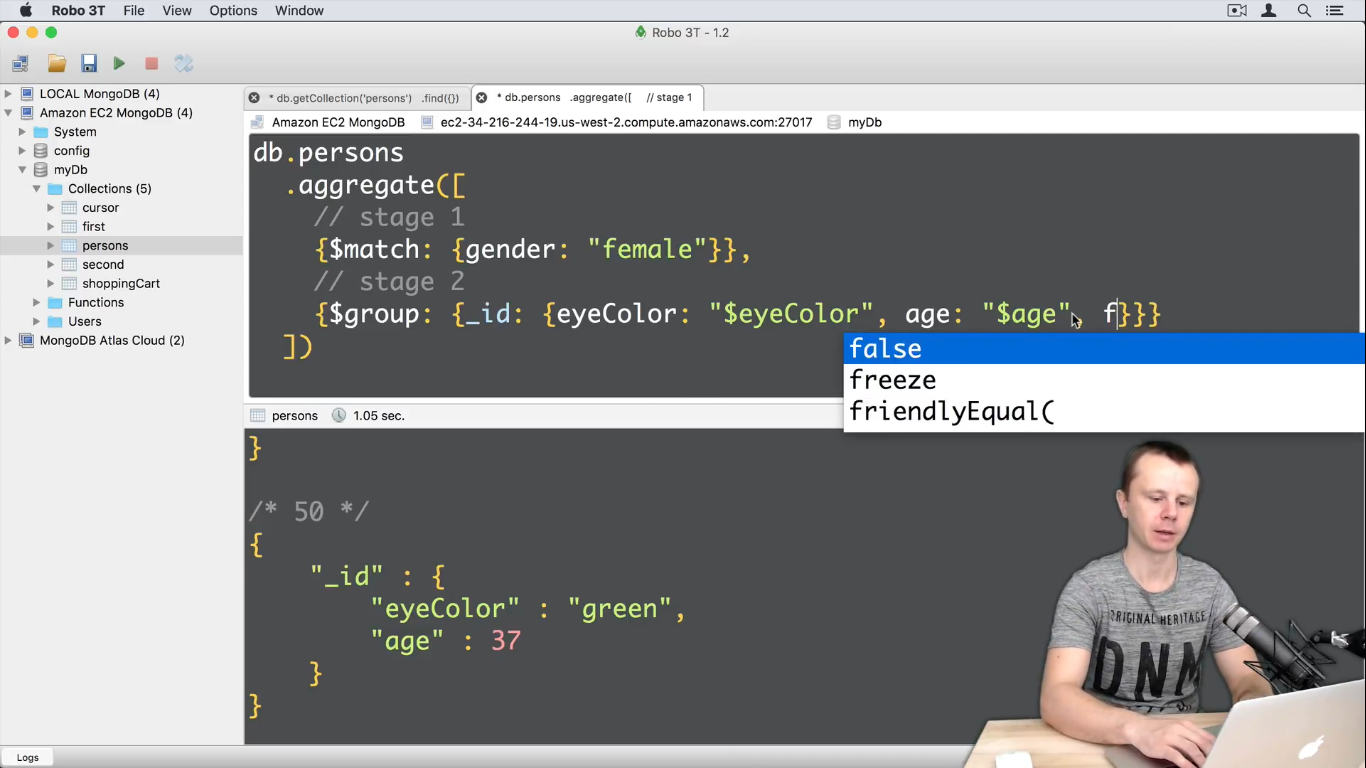 Robo 3T File View Options Window
Robo 3T - 1.2
LOCAL MongoDB (4)
Amazon EC2 MongoDB (4)
System
config
myDb
Collections (5)
cursor
first
persons
second
shoppingCart
Functions
Users
MongoDB Atlas Cloud (2)
* db.getCollection('persons') .find({})
* db.persons .aggregate([ // stage 1
Amazon EC2 MongoDB ec2-34-216-244-19.us-west-2.compute.amazonaws.com:27017 myDb
db.persons
.aggregate([
// stage 1
{$match: {gender: "female"}},
// stage 2
{$group: {_id: {eyeColor: "$eyeColor", age: "$age", f}}}
])
false
freeze
friendlyEqual(
persons 1.05 sec.
}
/* 50 */
{
"_id" : {
"eyeColor" : "green",
"age" : 37
}
}
ORIGINAL HERITAGE
DNM
Logs